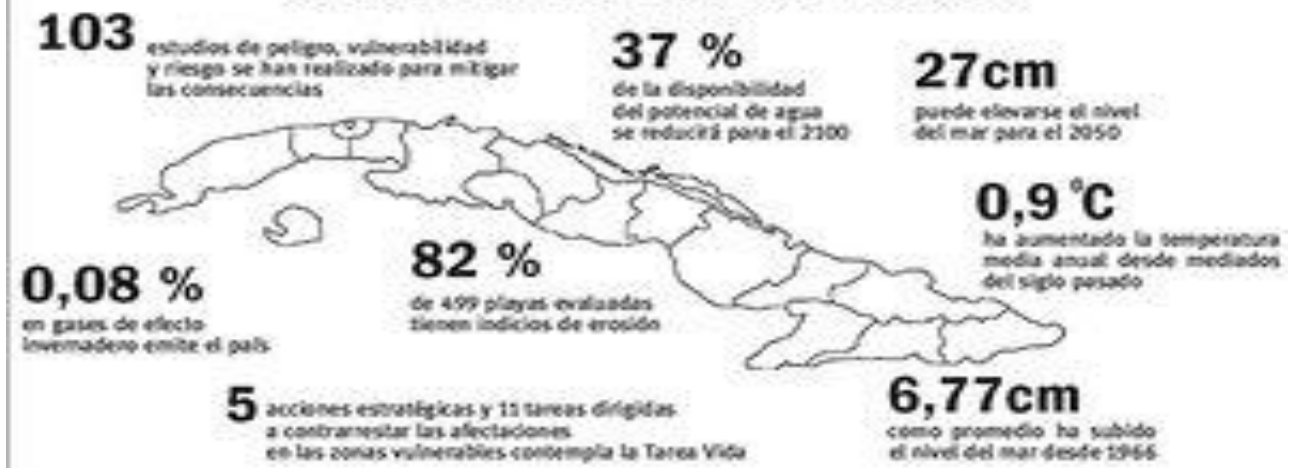 103
estudios de peligro, vulnerabilidad
y riesgo se han realizado para mitigar
las consecuencias
37 %
de la disponibilidad
del potencial de agua
se reducirá para el 2100
27cm
puede elevarse el nivel
del mar para el 2050
0,9 °C
ha aumentado la temperatura
media anual desde mediados
del siglo pasado
82 %
de 499 playas evaluadas
tienen indicios de erosión
0,08 %
en gases de efecto
invernadero emite el país
5 acciones estratégicas y 11 tareas dirigidas
a contrarrestar las afectaciones
en las zonas vulnerables contempla la Tarea Vida
6,77cm
como promedio ha subido
el nivel del mar desde 1966